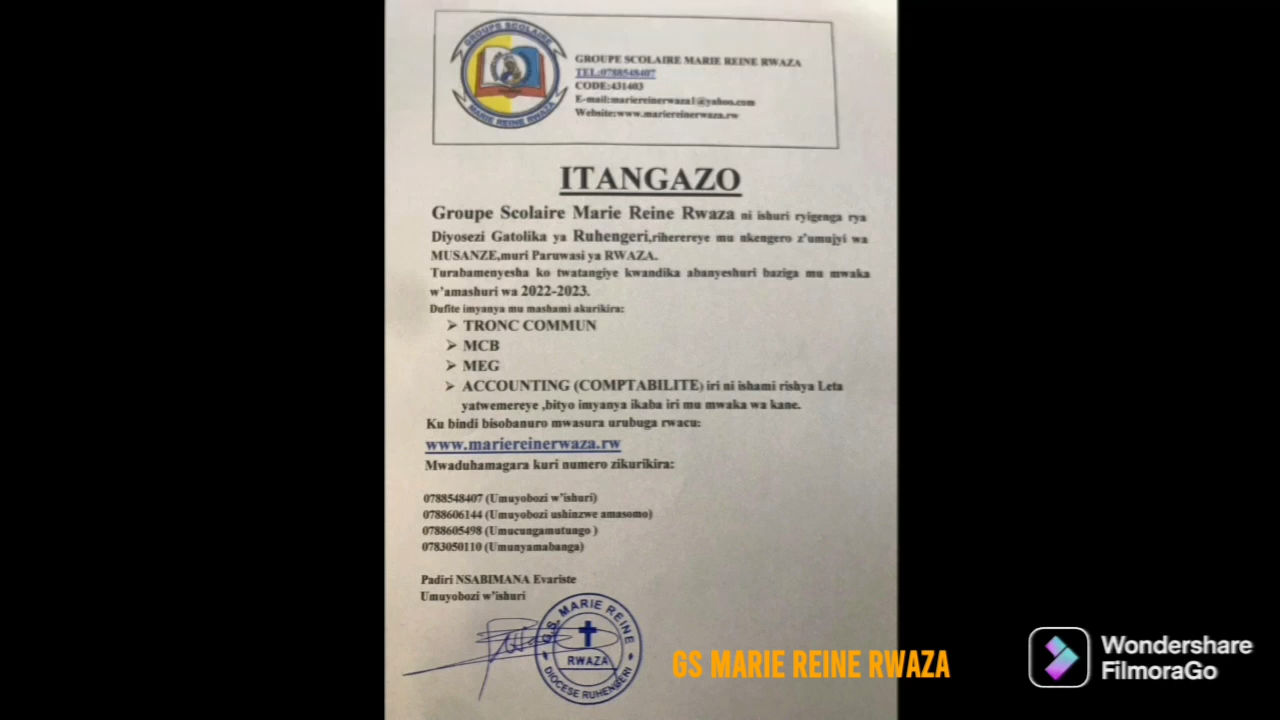 GROUPE SCOLAIRE
MARIE REINE RWAZA
GROUPE SCOLAIRE MARIE REINE RWAZA
TEL:0788548407
CODE:431403
E-mail:mariereinerwaza1@yahoo.com
Website:www.mariereinerwaza.rw
ITANGAZO
Groupe Scolaire Marie Reine Rwaza ni ishuri ryigenga rya
Diyosezi Gatolika ya Ruhengeri,riherereye mu nkengero z'umujyi wa
MUSANZE,muri Paruwasi ya RWAZA.
Turabamenyesha ko twatangiye kwandika abanyeshuri baziga mu mwaka
w'amashuri wa 2022-2023.
Dufite imyanya mu mashami akurikira:
➢ TRONC COMMUN
➢ MCB
➢ MEG
➢ ACCOUNTING (COMPTABILITE) iri ni ishami rishya Leta
yatwemereye ,bityo imyanya ikaba iri mu mwaka wa kane.
Ku bindi bisobanuro mwasura urubuga rwacu:
www.mariereinerwaza.rw
Mwaduhamagara kuri numero zikurikira:
0788548407 (Umuyobozi w'ishuri)
0788606144 (Umuyobozi ushinzwe amasomo)
0788605498 (Umucungamutungo )
0783050110 (Umunyamabanga)
Padiri NSABIMANA Evariste
Umuyobozi w'ishuri
G.S. MARIE REINE
RWAZA
DIOCESE RUHENGERI
GS MARIE REINE RWAZA
Wondershare
FilmoraGo